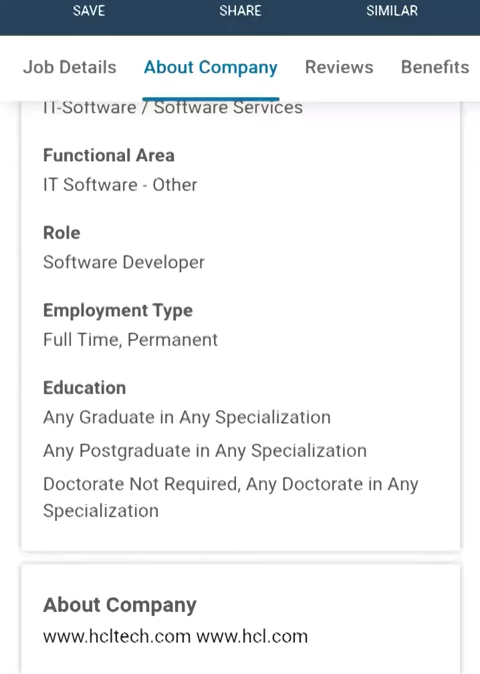 SAVE SHARE SIMILAR
Job Details About Company Reviews Benefits
IT-Software / Software Services
Functional Area
IT Software - Other
Role
Software Developer
Employment Type
Full Time, Permanent
Education
Any Graduate in Any Specialization
Any Postgraduate in Any Specialization
Doctorate Not Required, Any Doctorate in Any
Specialization
About Company
www.hcltech.com www.hcl.com